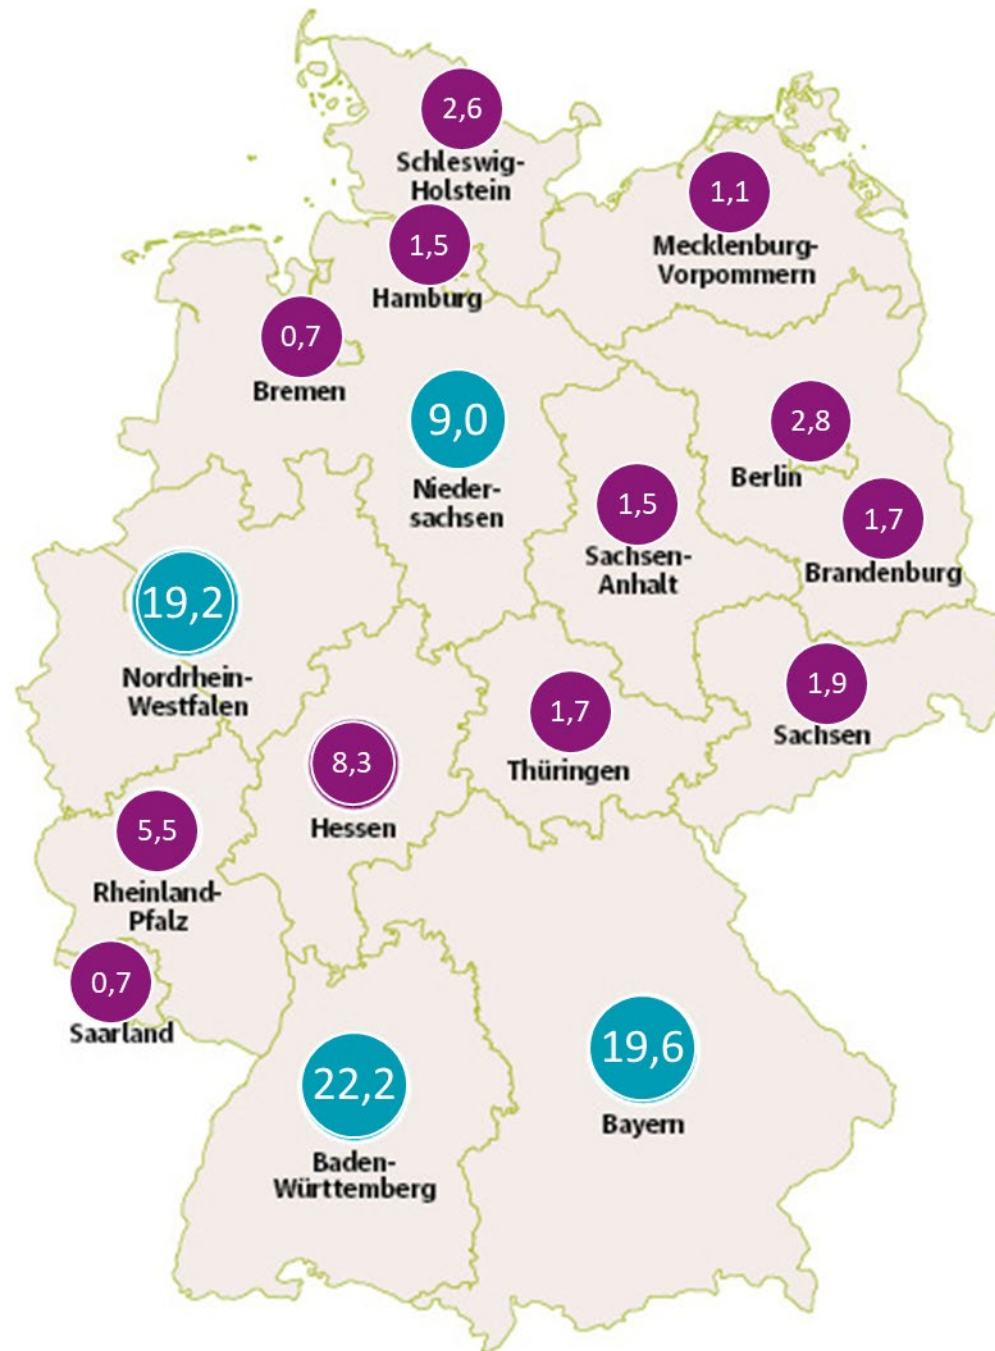 2,6
Schleswig-
Holstein
1,1
Mecklenburg-
Vorpommern
1,5
Hamburg
0,7
Bremen
9,0
Nieder-
sachsen
2,8
Berlin
1,5
Sachsen-
Anhalt
1,7
Brandenburg
19,2
Nordrhein-
Westfalen
1,9
Sachsen
1,7
Thüringen
8,3
Hessen
5,5
Rheinland-
Pfalz
0,7
Saarland
22,2
Baden-
Württemberg
19,6
Bayern